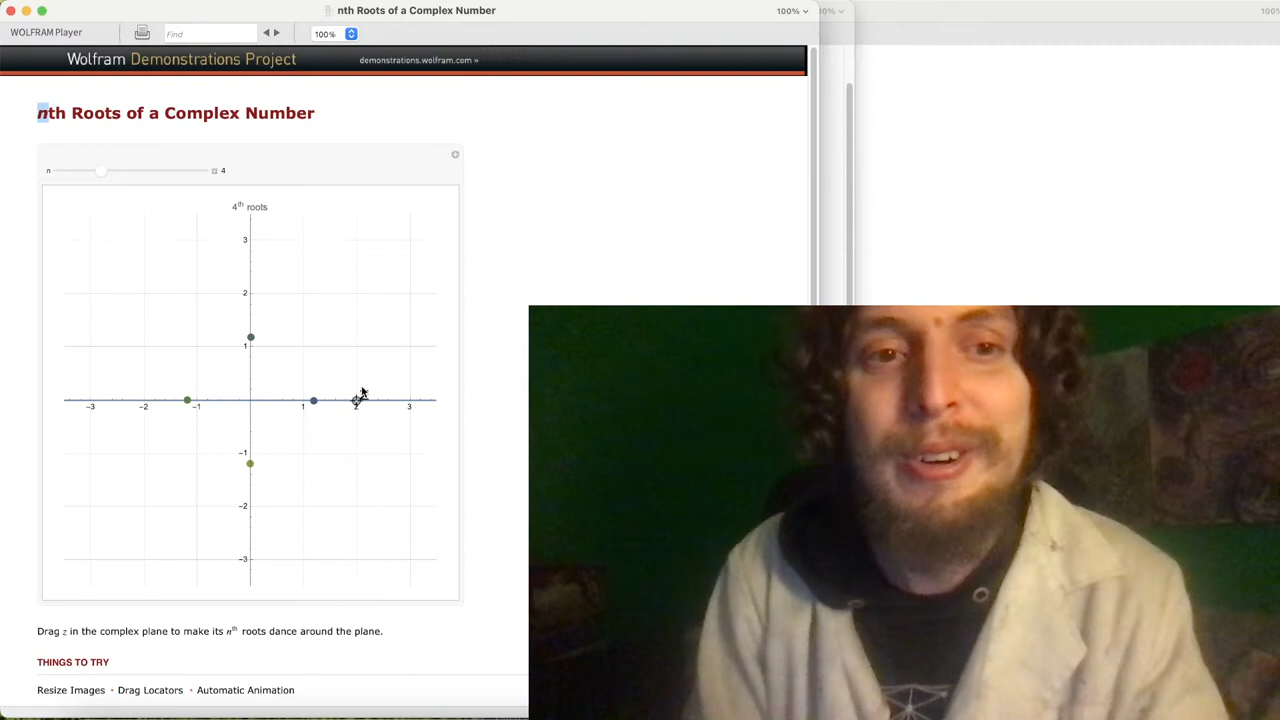 nth Roots of a Complex Number
100%
0%
100%
WOLFRAM Player
Find
100%
Wolfram Demonstrations Project
demonstrations.wolfram.com »
nth Roots of a Complex Number
n
4
4th roots
3
2
1
−3 −2 −1 1 2 3
−1
−2
−3
Drag z in the complex plane to make its nth roots dance around the plane.
THINGS TO TRY
Resize Images • Drag Locators • Automatic Animation